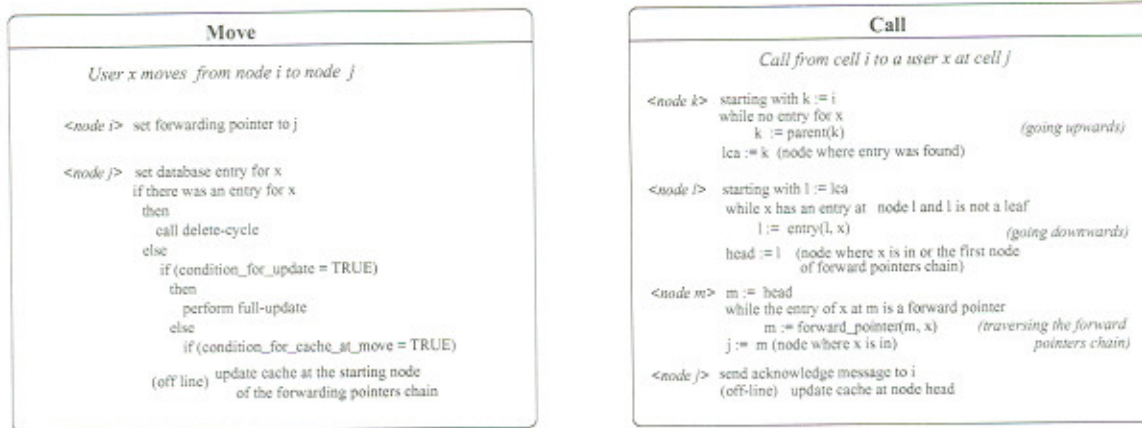 Move
User x moves from node i to node j
<node i> set forwarding pointer to j
<node j> set database entry for x
if there was an entry for x
then
call delete-cycle
else
if (condition_for_update = TRUE)
then
perform full-update
else
if (condition_for_cache_at_move = TRUE)
(off line) update cache at the starting node
of the forwarding pointers chain
Call
Call from cell i to a user x at cell j
<node k> starting with k := i
while no entry for x
k := parent(k) (going upwards)
lca := k (node where entry was found)
<node l> starting with l := lca
while x has an entry at node l and l is not a leaf
l := entry(l, x) (going downwards)
head := l (node where x is in or the first node
of forward pointers chain)
<node m> m := head
while the entry of x at m is a forward pointer
m := forward_pointer(m, x) (traversing the forward
j := m (node where x is in) pointers chain)
<node j> send acknowledge message to i
(off-line) update cache at node head